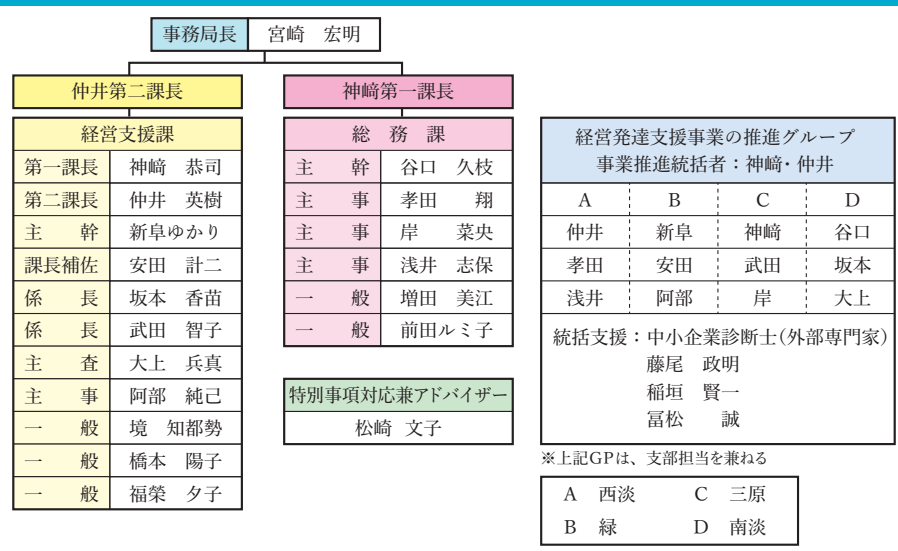 事務局長 宮崎 宏明
仲井第二課長
経営支援課
第一課長 神﨑 恭司
第二課長 仲井 英樹
主幹 新阜ゆかり
課長補佐 安田 計二
係長 坂本 香苗
係長 武田 智子
主査 大上 兵真
主事 阿部 純己
一般 境 知都勢
一般 橋本 陽子
一般 福榮 夕子
神﨑第一課長
総務課
主幹 谷口 久枝
主事 孝田 翔
主事 岸 菜央
主事 浅井 志保
一般 増田 美江
一般 前田ルミ子
特別事項対応兼アドバイザー
松崎 文子
経営発達支援事業の推進グループ
事業推進統括者：神﨑・仲井
A B C D
仲井 新阜 神﨑 谷口
孝田 安田 武田 坂本
浅井 阿部 岸 大上
統括支援：中小企業診断士(外部専門家)
藤尾 政明
稲垣 賢一
冨松 誠
※上記GPは、支部担当を兼ねる
A 西淡 C 三原
B 緑 D 南淡